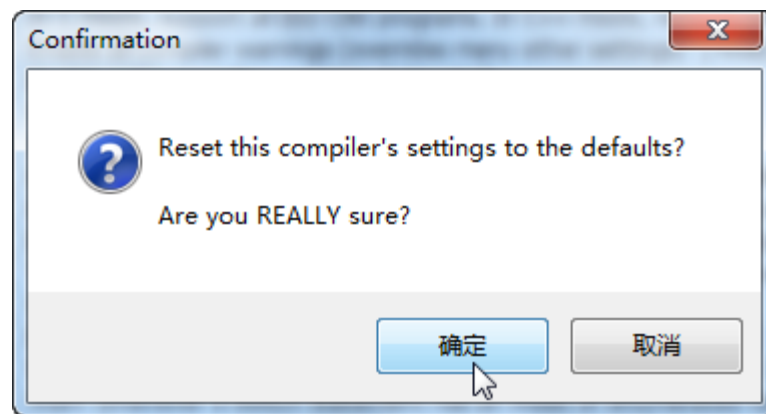 Confirmation
Reset this compiler's settings to the defaults?
Are you REALLY sure?
确定
取消